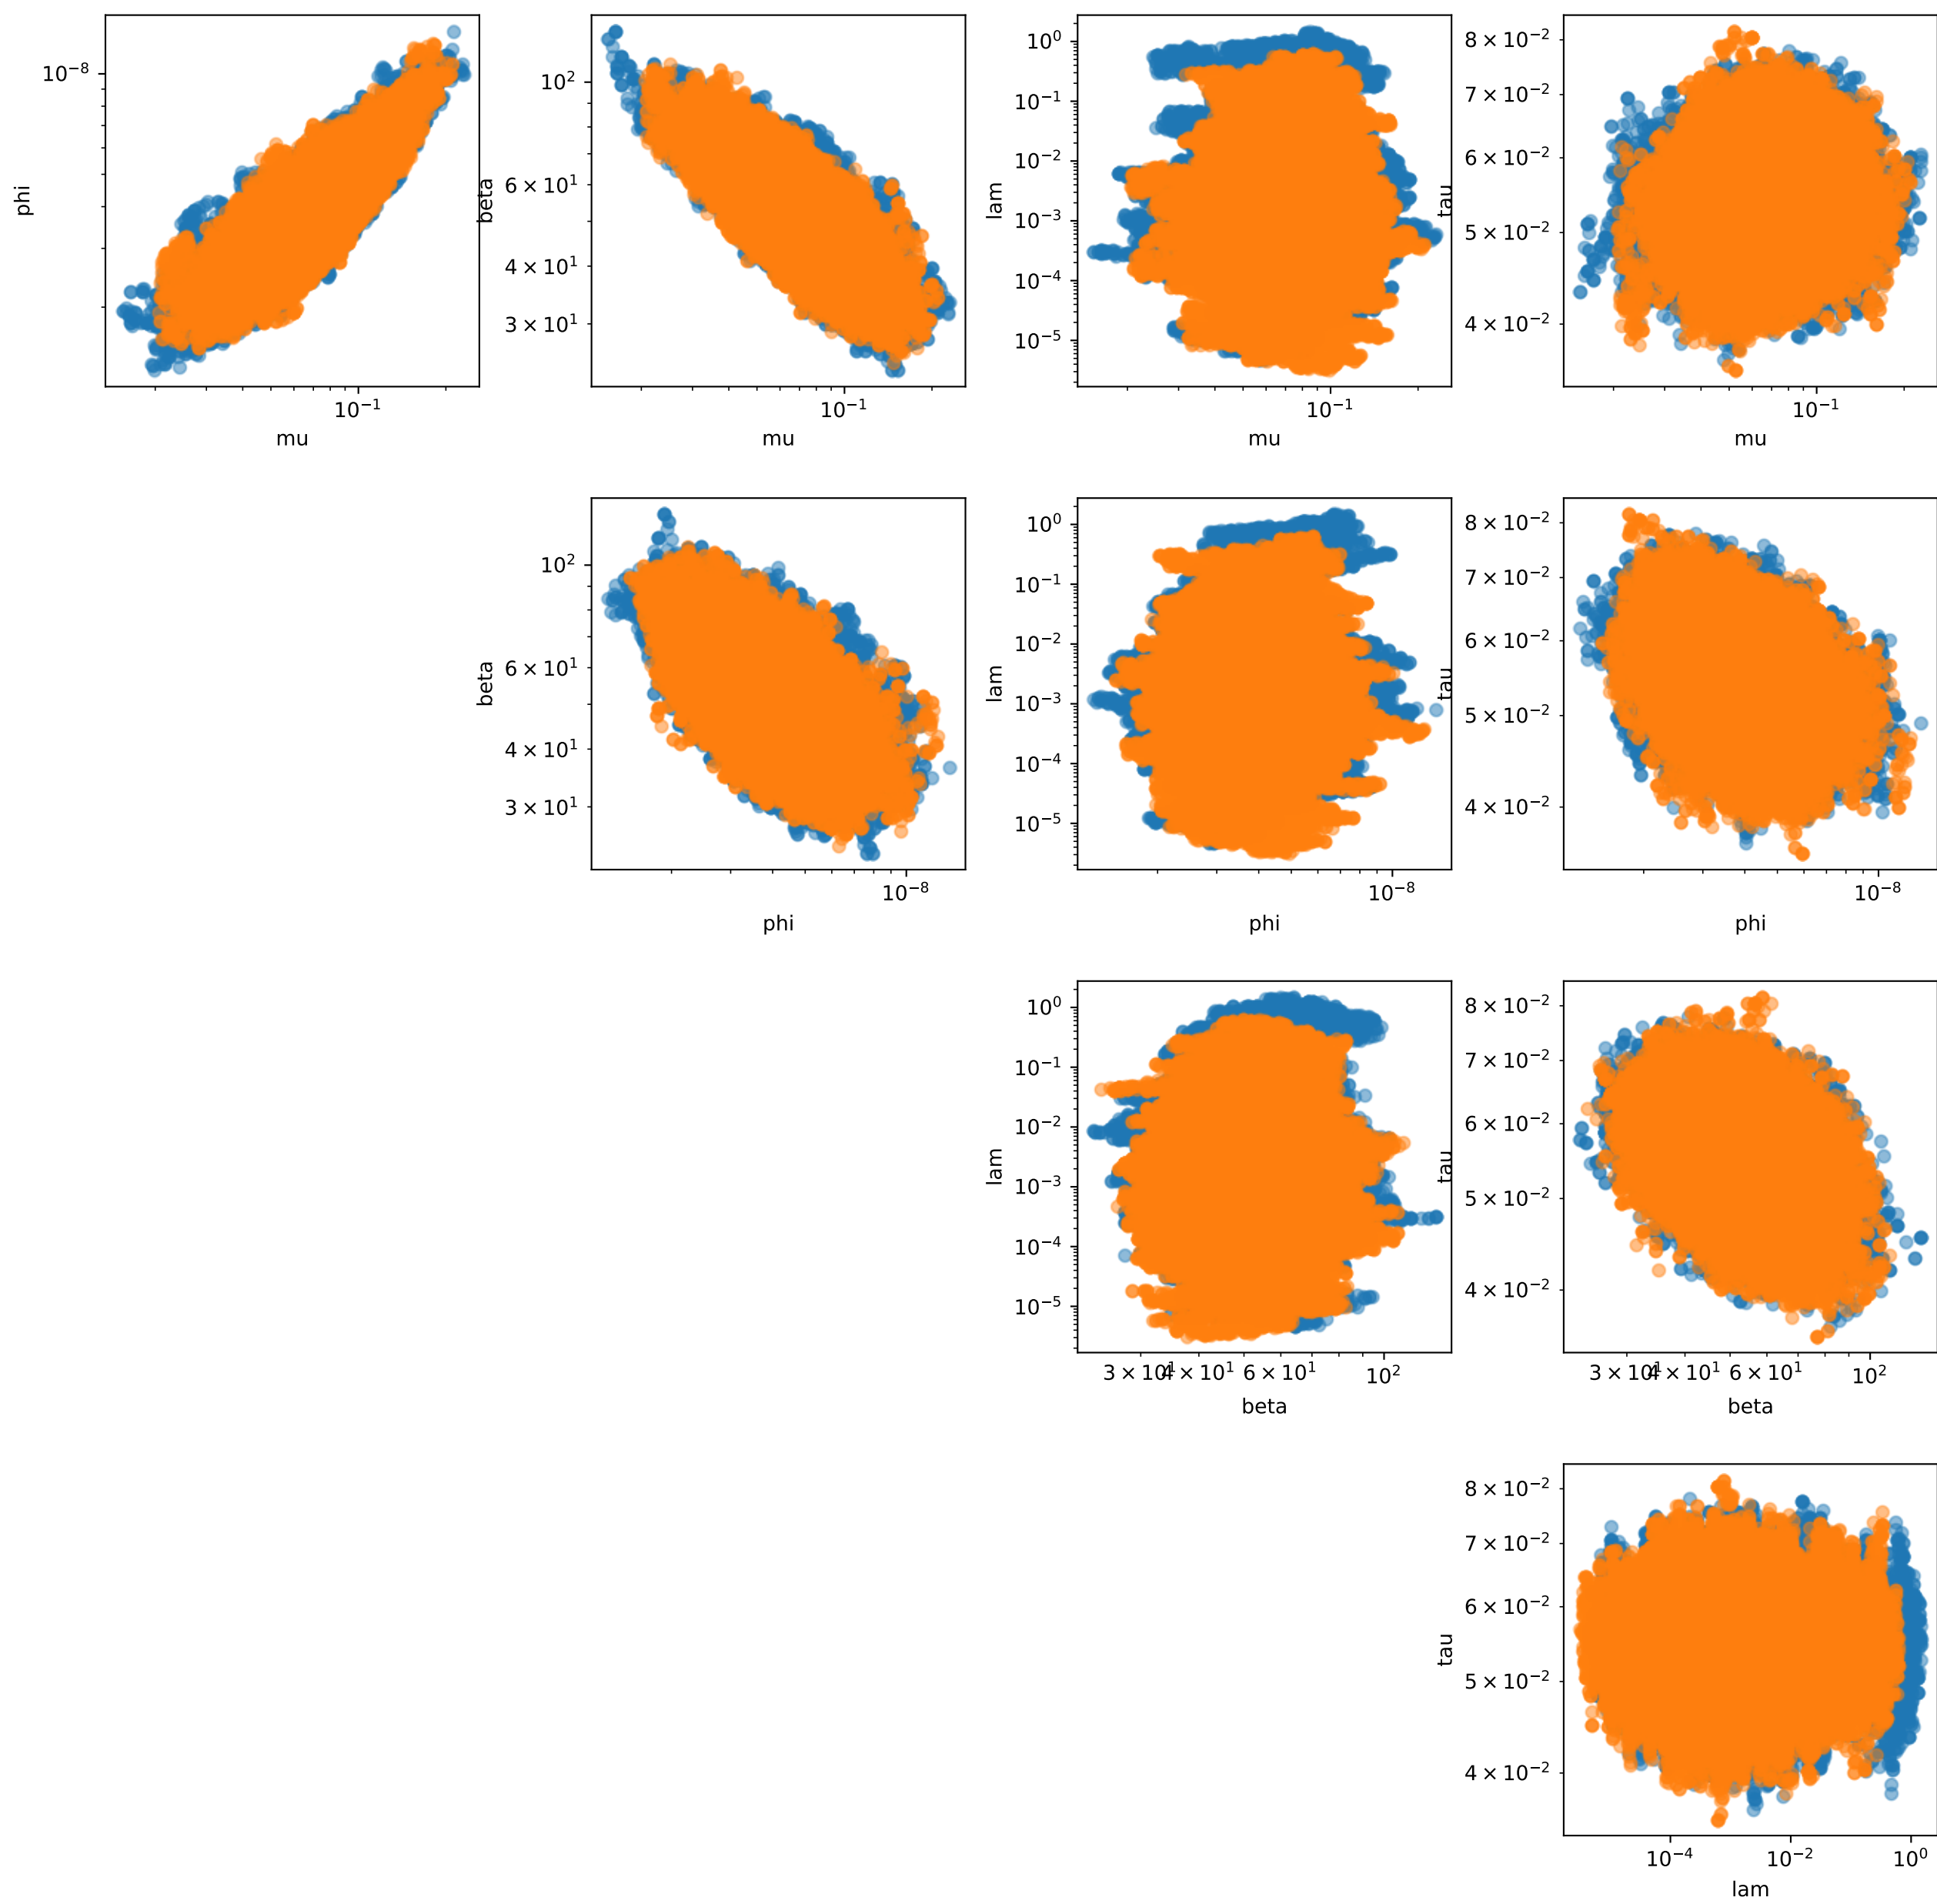 10⁻⁸
phi
10⁻¹
mu
10²
6 × 10¹
4 × 10¹
3 × 10¹
beta
10⁻¹
mu
10⁰
10⁻¹
10⁻²
10⁻³
10⁻⁴
10⁻⁵
lam
10⁻¹
mu
8 × 10⁻²
7 × 10⁻²
6 × 10⁻²
5 × 10⁻²
4 × 10⁻²
tau
10⁻¹
mu
10²
6 × 10¹
4 × 10¹
3 × 10¹
beta
10⁻⁸
phi
10⁰
10⁻¹
10⁻²
10⁻³
10⁻⁴
10⁻⁵
lam
10⁻⁸
phi
8 × 10⁻²
7 × 10⁻²
6 × 10⁻²
5 × 10⁻²
4 × 10⁻²
tau
10⁻⁸
phi
10⁰
10⁻¹
10⁻²
10⁻³
10⁻⁴
10⁻⁵
lam
3 × 10¹ 4 × 10¹ 6 × 10¹ 10²
beta
8 × 10⁻²
7 × 10⁻²
6 × 10⁻²
5 × 10⁻²
4 × 10⁻²
tau
3 × 10¹ 4 × 10¹ 6 × 10¹ 10²
beta
8 × 10⁻²
7 × 10⁻²
6 × 10⁻²
5 × 10⁻²
4 × 10⁻²
tau
10⁻⁴ 10⁻² 10⁰
lam